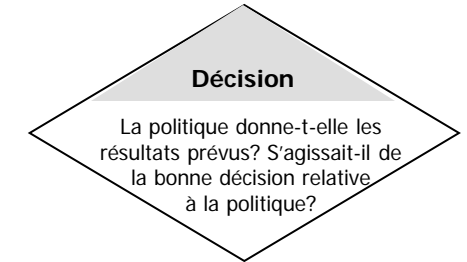 Décision
La politique donne-t-elle les
résultats prévus? S'agissait-il de
la bonne décision relative
à la politique?